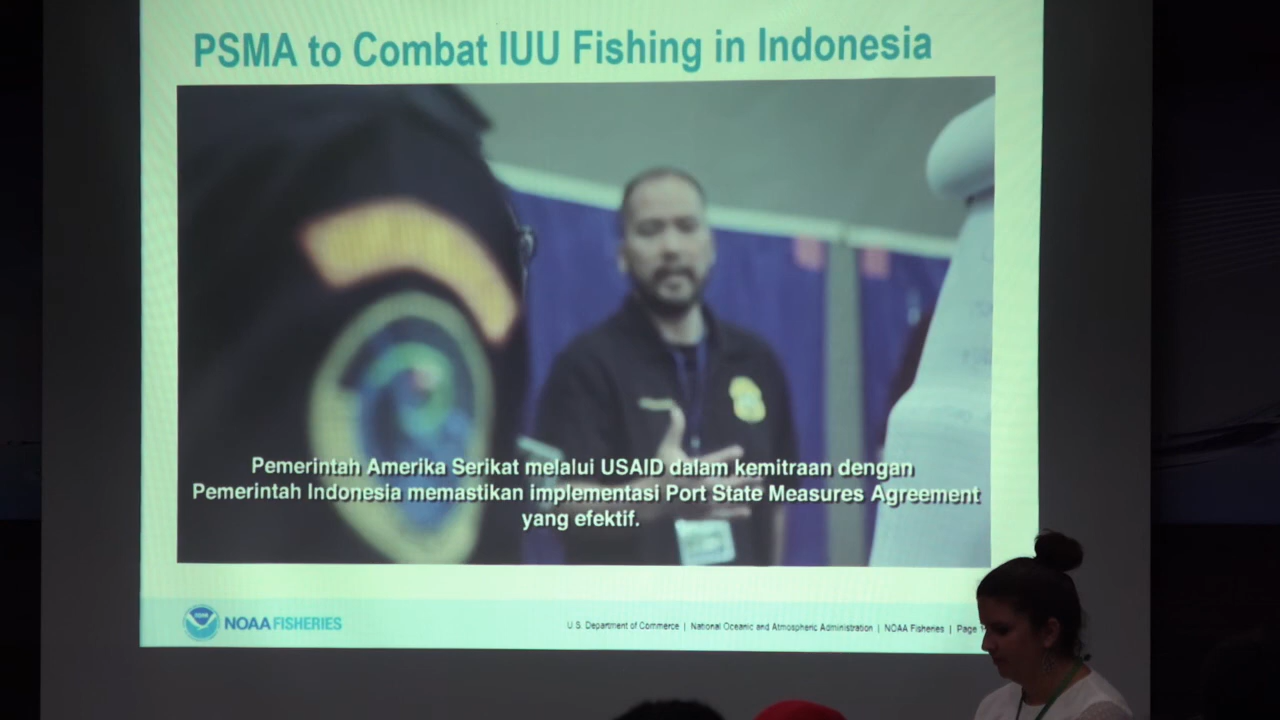 PSMA to Combat IUU Fishing in Indonesia
Pemerintah Amerika Serikat melalui USAID dalam kemitraan dengan
Pemerintah Indonesia memastikan implementasi Port State Measures Agreement
yang efektif.
NOAA FISHERIES
U.S. Department of Commerce | National Oceanic and Atmospheric Administration | NOAA Fisheries | Page